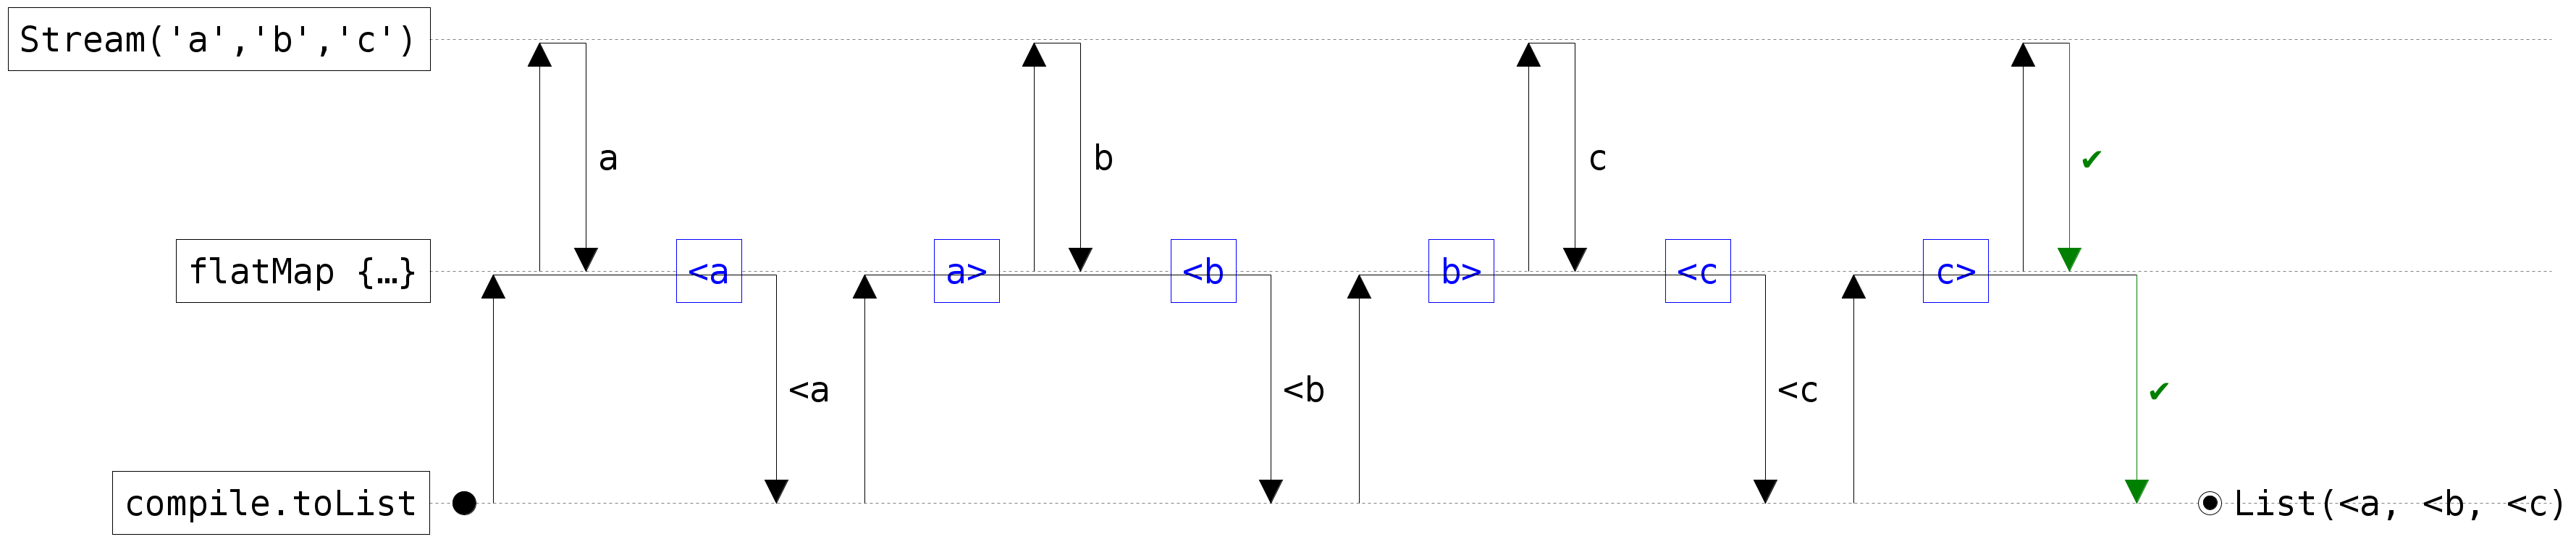 Stream('a','b','c')
a
b
c
✔
flatMap {…}
<a
a>
<b
b>
<c
c>
<a
<b
<c
✔
compile.toList
List(<a, <b, <c)